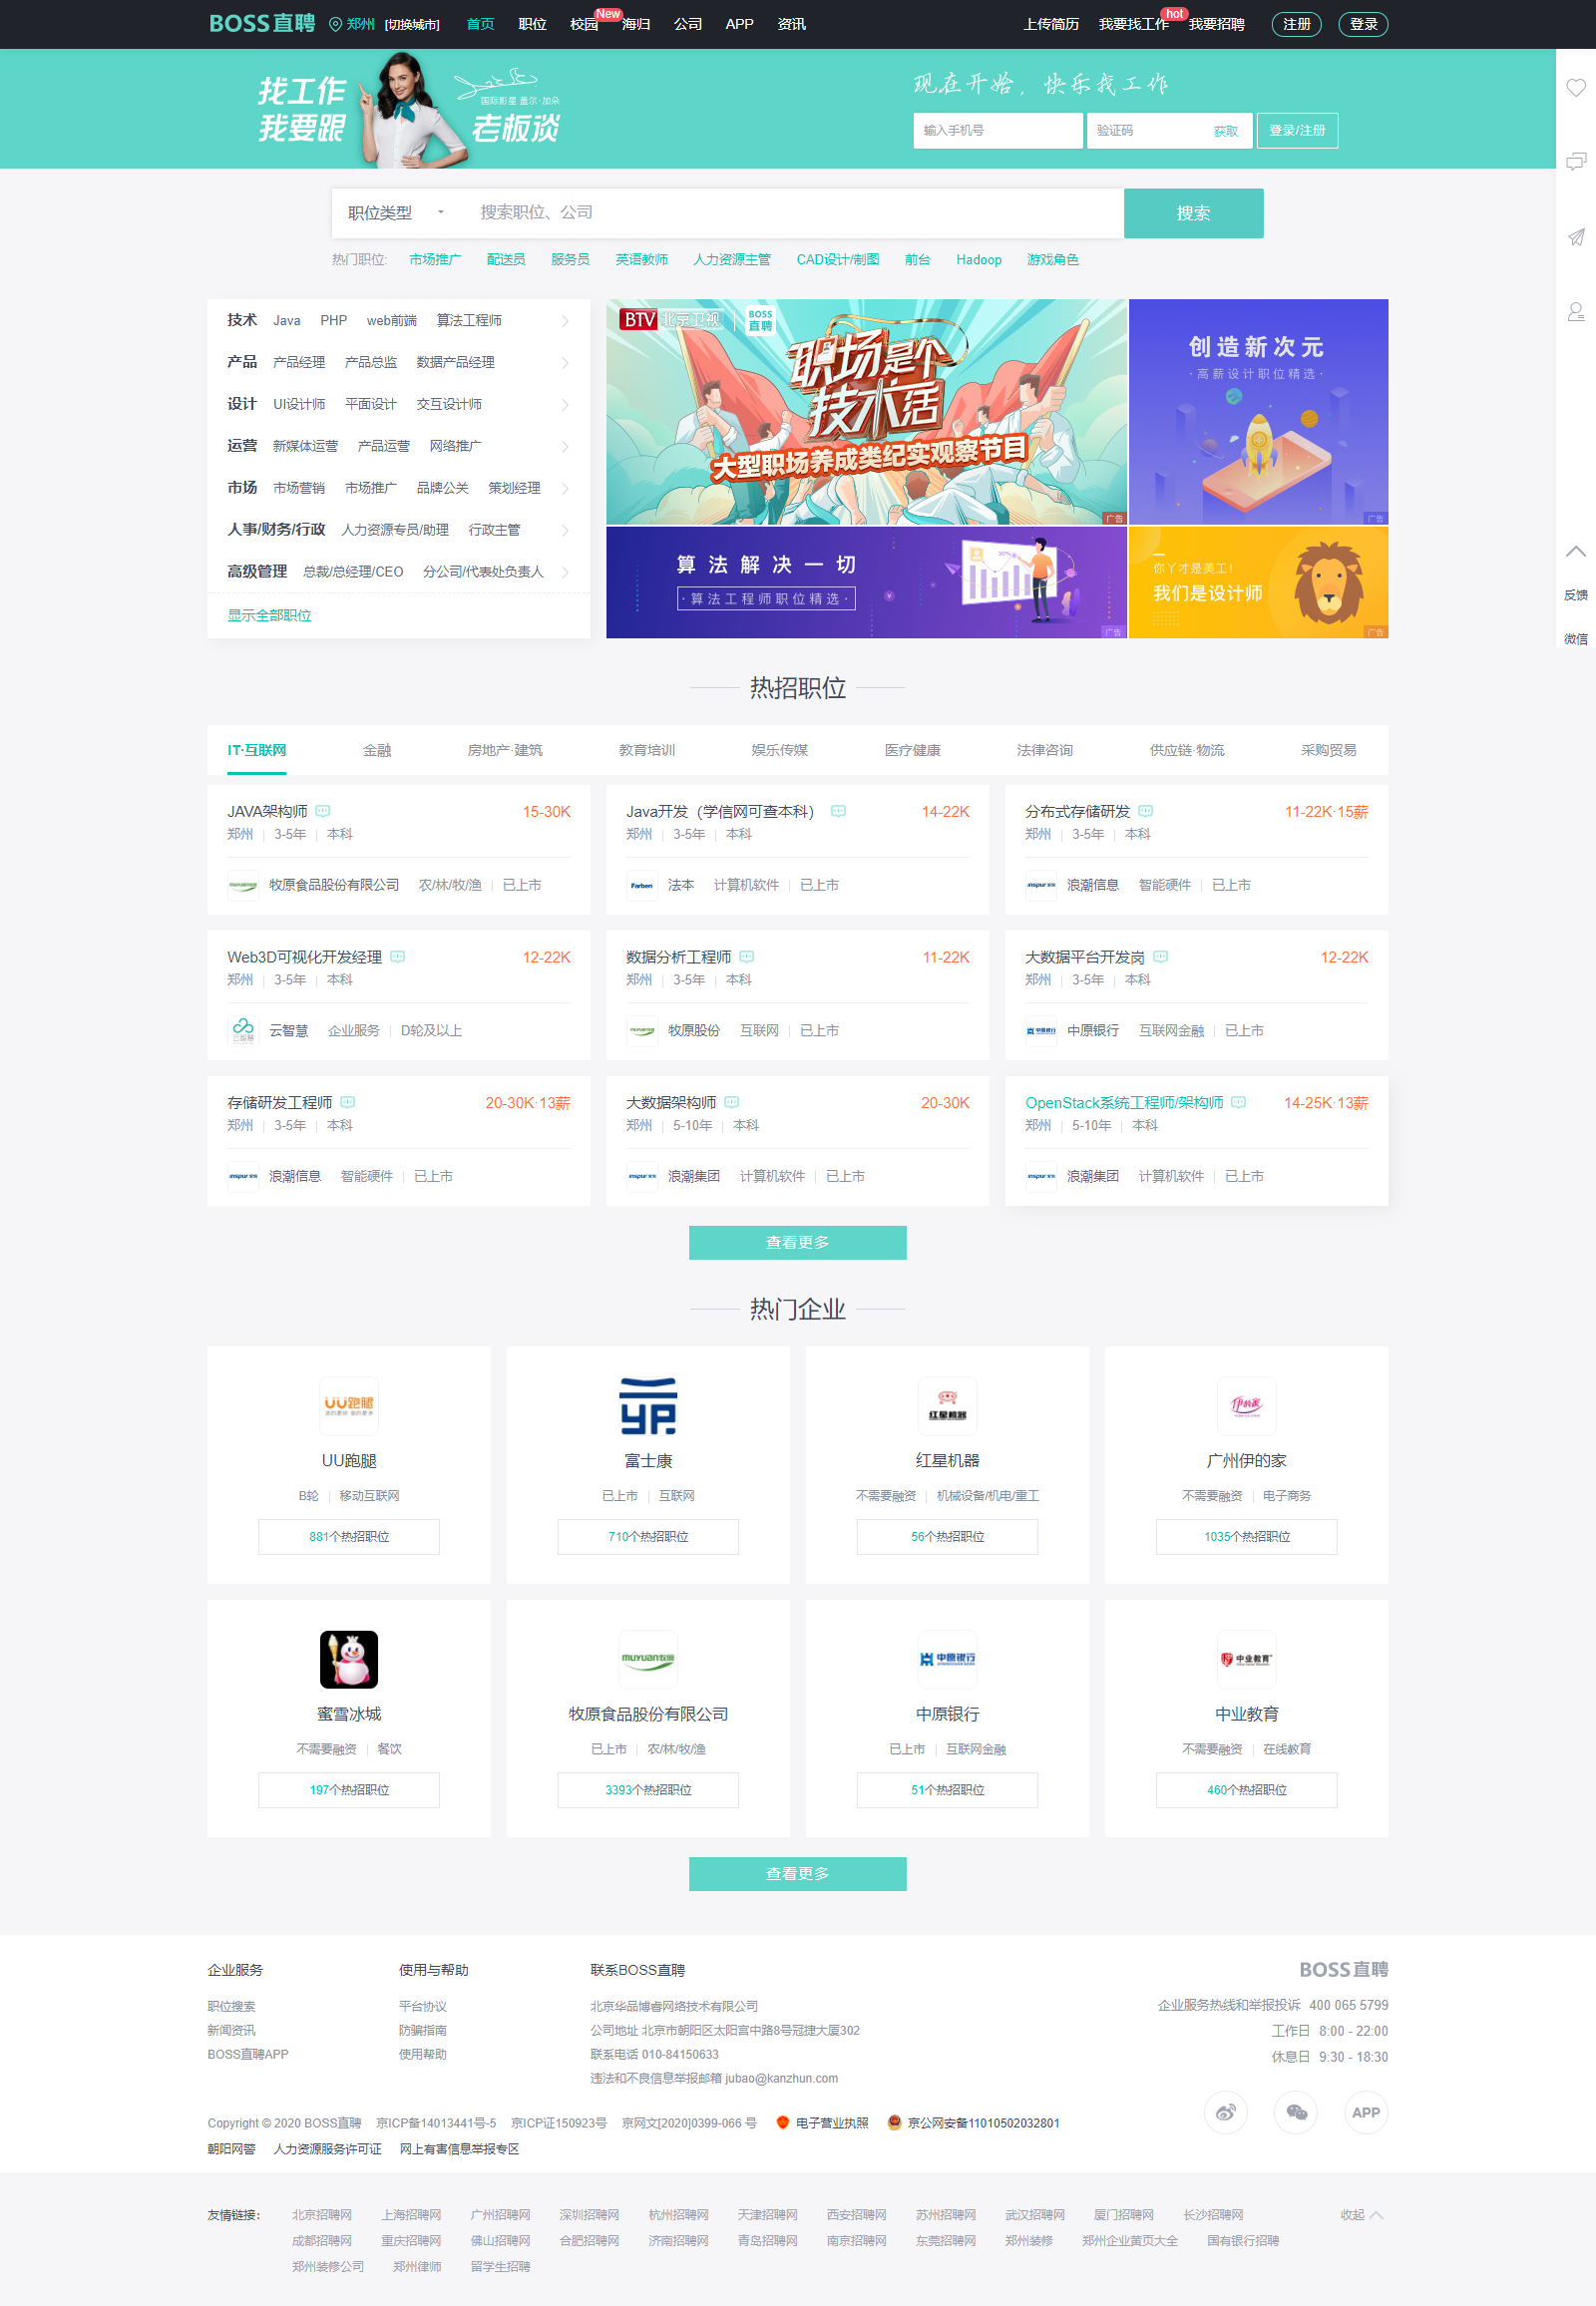 BOSS直聘 郑州 [切换城市] 首页 职位 校园 New 海归 公司 APP 资讯 上传简历 我要找工作 hot 我要招聘 注册 登录
找工作
我要跟
国际影星 盖尔·加朵
老板谈
现在开始，快乐找工作
输入手机号 验证码 获取 登录/注册
职位类型 搜索职位、公司 搜索
热门职位: 市场推广 配送员 服务员 英语教师 人力资源主管 CAD设计/制图 前台 Hadoop 游戏角色
技术 Java PHP web前端 算法工程师
产品 产品经理 产品总监 数据产品经理
设计 UI设计师 平面设计 交互设计师
运营 新媒体运营 产品运营 网络推广
市场 市场营销 市场推广 品牌公关 策划经理
人事/财务/行政 人力资源专员/助理 行政主管
高级管理 总裁/总经理/CEO 分公司/代表处负责人
显示全部职位
BTV 北京卫视 BOSS直聘
职场是个
技术活
大型职场养成类纪实观察节目
广告
创造新次元
·高薪设计职位精选·
广告
算法解决一切
·算法工程师职位精选·
广告
你丫才是美工！
我们是设计师
广告
反馈
微信
热招职位
IT·互联网 金融 房地产·建筑 教育培训 娱乐传媒 医疗健康 法律咨询 供应链·物流 采购贸易
JAVA架构师 15-30K
郑州 3-5年 本科
牧原食品股份有限公司 农/林/牧/渔 已上市
Java开发（学信网可查本科） 14-22K
郑州 3-5年 本科
Farben 法本 计算机软件 已上市
分布式存储研发 11-22K·15薪
郑州 3-5年 本科
inspur 浪潮信息 智能硬件 已上市
Web3D可视化开发经理 12-22K
郑州 3-5年 本科
云智慧 云智慧 企业服务 D轮及以上
数据分析工程师 11-22K
郑州 3-5年 本科
牧原股份 互联网 已上市
大数据平台开发岗 12-22K
郑州 3-5年 本科
中原银行 中原银行 互联网金融 已上市
存储研发工程师 20-30K·13薪
郑州 3-5年 本科
inspur 浪潮信息 智能硬件 已上市
大数据架构师 20-30K
郑州 5-10年 本科
inspur 浪潮集团 计算机软件 已上市
OpenStack系统工程师/架构师 14-25K·13薪
郑州 5-10年 本科
inspur 浪潮集团 计算机软件 已上市
查看更多
热门企业
UU跑腿
UU跑腿
B轮 移动互联网
881个热招职位
富士康
已上市 互联网
710个热招职位
红星机器
红星机器
不需要融资 机械设备/机电/重工
56个热招职位
伊的家
广州伊的家
不需要融资 电子商务
1035个热招职位
蜜雪冰城
不需要融资 餐饮
197个热招职位
muyuan牧原
牧原食品股份有限公司
已上市 农/林/牧/渔
3393个热招职位
中原银行
中原银行
已上市 互联网金融
51个热招职位
中业教育
中业教育
不需要融资 在线教育
460个热招职位
查看更多
企业服务
职位搜索
新闻资讯
BOSS直聘APP
使用与帮助
平台协议
防骗指南
使用帮助
联系BOSS直聘
北京华品博睿网络技术有限公司
公司地址 北京市朝阳区太阳宫中路8号冠捷大厦302
联系电话 010-84150633
违法和不良信息举报邮箱 jubao@kanzhun.com
BOSS直聘
企业服务热线和举报投诉 400 065 5799
工作日 8:00 - 22:00
休息日 9:30 - 18:30
APP
Copyright © 2020 BOSS直聘 京ICP备14013441号-5 京ICP证150923号 京网文[2020]0399-066 号 电子营业执照 京公网安备11010502032801
朝阳网警 人力资源服务许可证 网上有害信息举报专区
友情链接： 北京招聘网 上海招聘网 广州招聘网 深圳招聘网 杭州招聘网 天津招聘网 西安招聘网 苏州招聘网 武汉招聘网 厦门招聘网 长沙招聘网 收起
成都招聘网 重庆招聘网 佛山招聘网 合肥招聘网 济南招聘网 青岛招聘网 南京招聘网 东莞招聘网 郑州装修 郑州企业黄页大全 国有银行招聘
郑州装修公司 郑州律师 留学生招聘